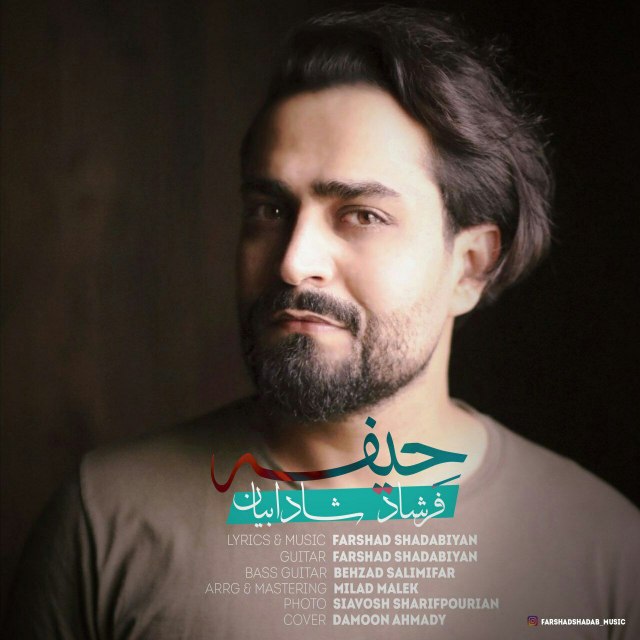 حیفه
فرشاد شادابیان
LYRICS & MUSIC FARSHAD SHADABIYAN
GUITAR FARSHAD SHADABIYAN
BASS GUITAR BEHZAD SALIMIFAR
ARRG & MASTERING MILAD MALEK
PHOTO SIAVOSH SHARIFPOURIAN
COVER DAMOON AHMADY
FARSHADSHADAB_MUSIC